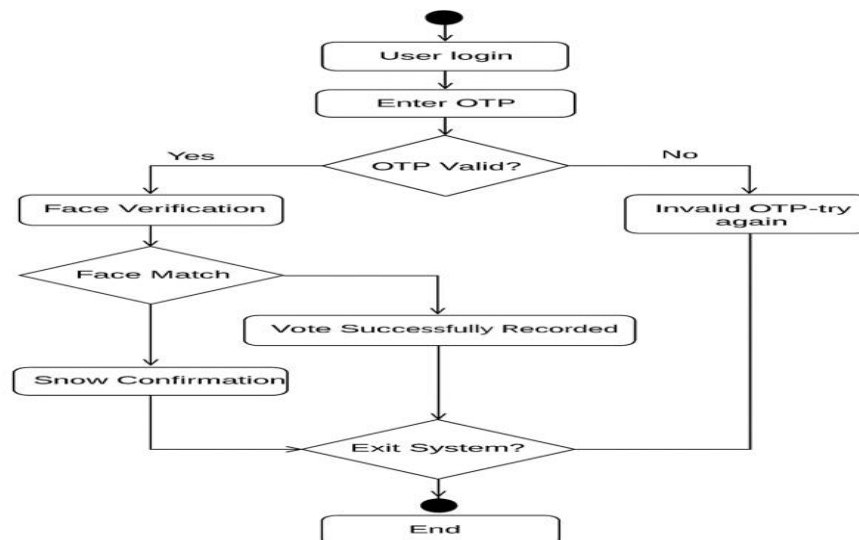 User login
Enter OTP
OTP Valid?
Yes
No
Face Verification
Invalid OTP-try
again
Face Match
Vote Successfully Recorded
Snow Confirmation
Exit System?
End